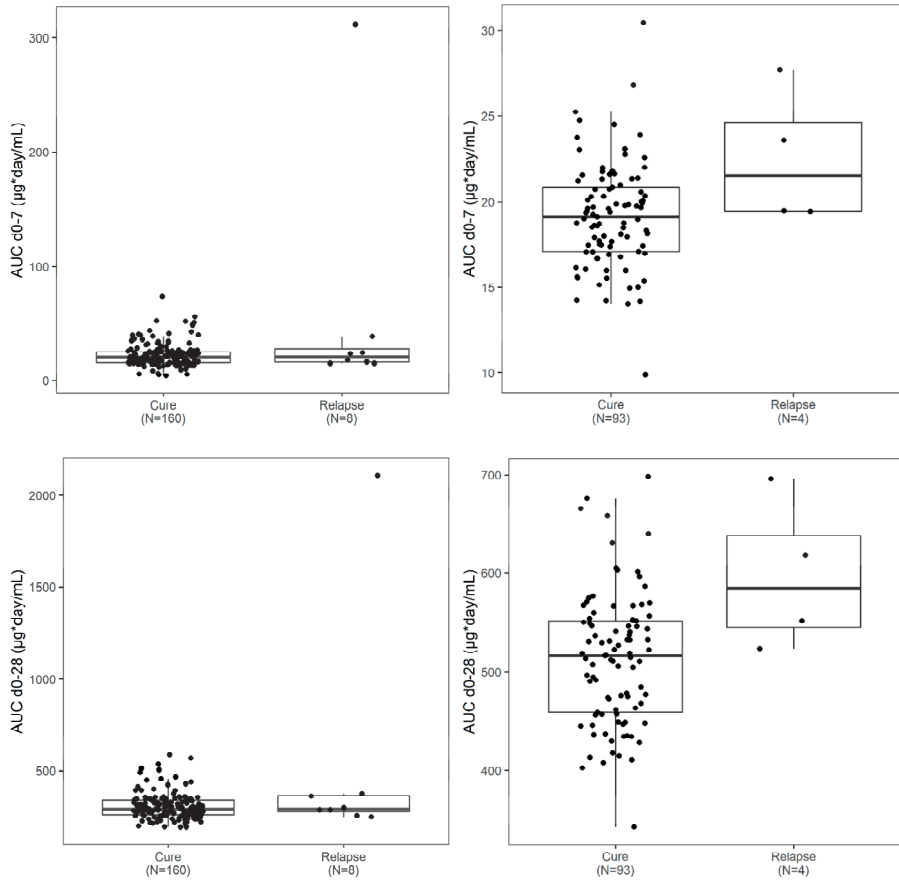 AUC d0-7 (µg*day/mL)
300
200
100
0
Cure
(N=160)
Relapse
(N=8)
AUC d0-7 (µg*day/mL)
30
25
20
15
10
Cure
(N=93)
Relapse
(N=4)
AUC d0-28 (µg*day/mL)
2000
1500
1000
500
Cure
(N=160)
Relapse
(N=8)
AUC d0-28 (µg*day/mL)
700
600
500
400
Cure
(N=93)
Relapse
(N=4)